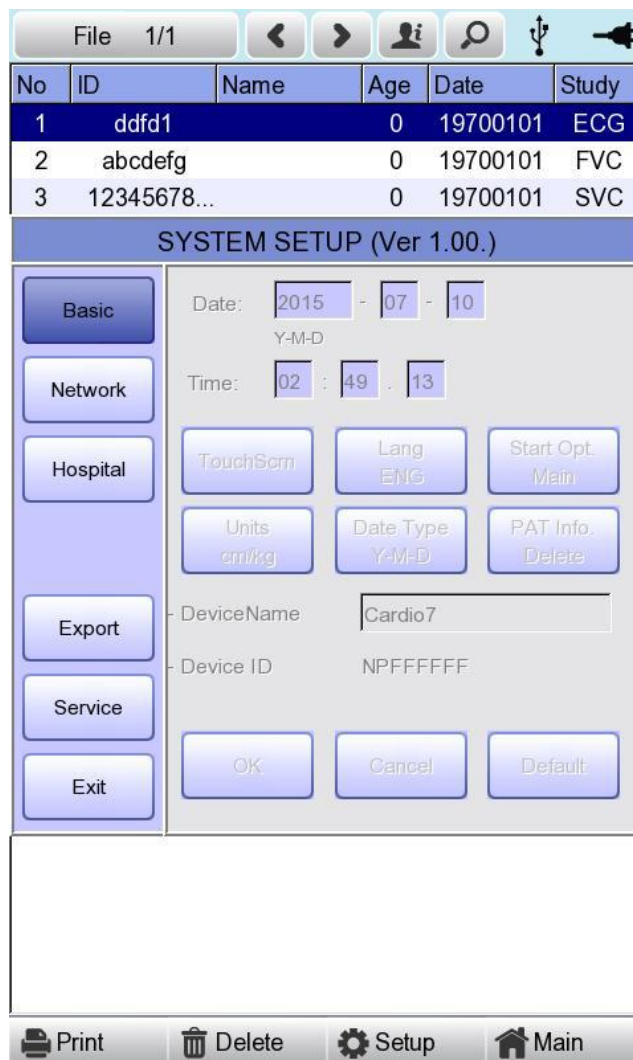 File 1/1
No ID Name Age Date Study
1 ddfd1 0 19700101 ECG
2 abcdefg 0 19700101 FVC
3 12345678... 0 19700101 SVC
SYSTEM SETUP (Ver 1.00.)
Basic
Network
Hospital
Export
Service
Exit
Date: 2015 - 07 - 10
Y-M-D
Time: 02 : 49 . 13
TouchScrn
Lang
ENG
Start Opt.
Main
Units
cm/kg
Date Type
Y-M-D
PAT Info.
Delete
- DeviceName Cardio7
- Device ID NPFFFFFF
OK Cancel Default
Print Delete Setup Main